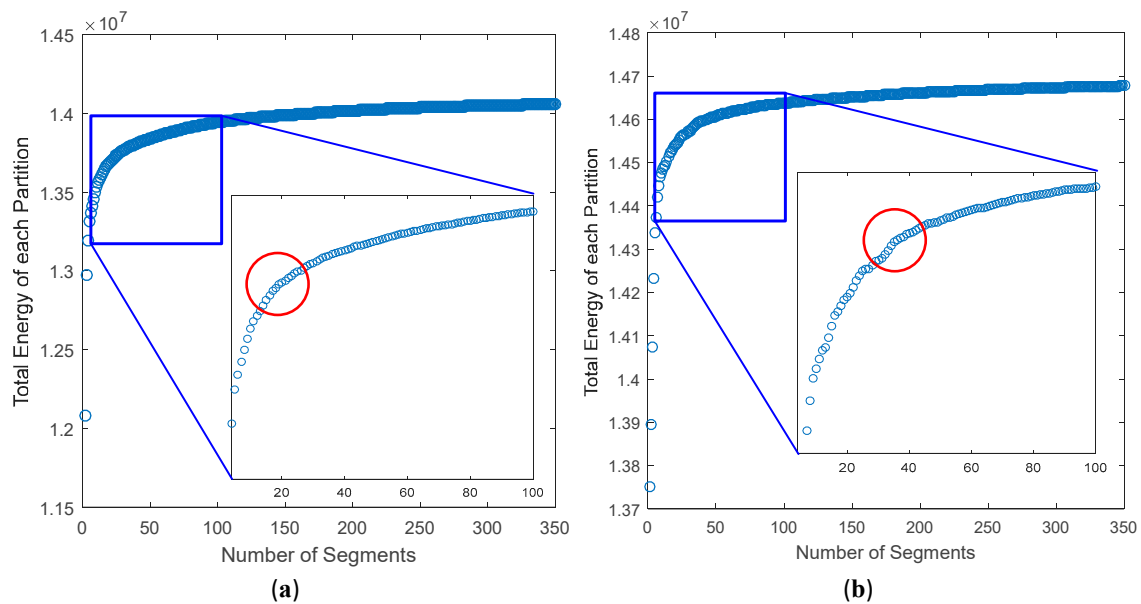 ×10⁷
1.45
1.4
1.35
1.3
1.25
1.2
1.15
Total Energy of each Partition
20 40 60 80 100
0 50 100 150 200 250 300 350
Number of Segments
(a)
×10⁷
1.48
1.47
1.46
1.45
1.44
1.43
1.42
1.41
1.4
1.39
1.38
1.37
Total Energy of each Partition
20 40 60 80 100
0 50 100 150 200 250 300 350
Number of Segments
(b)